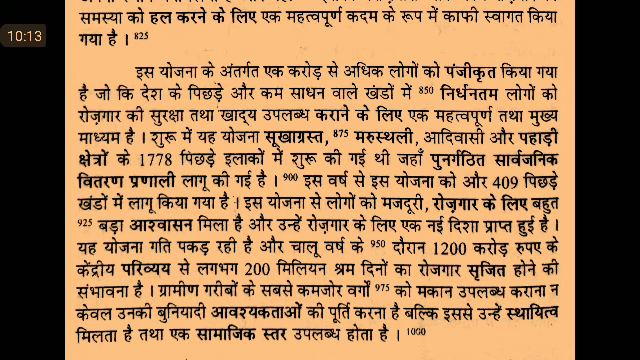 10:13
समस्या को हल करने के लिए एक महत्वपूर्ण कदम के रूप में काफी स्वागत किया
गया है । 825
इस योजना के अंतर्गत एक करोड़ से अधिक लोगों को पंजीकृत किया गया
है जो कि देश के पिछड़े और कम साधन वाले खंडों में 850 निर्धनतम लोगों को
रोज़गार की सुरक्षा तथा खाद्य उपलब्ध कराने के लिए एक महत्वपूर्ण तथा मुख्य
माध्यम है । शुरू में यह योजना सूखाग्रस्त, 875 मरुस्थली, आदिवासी और पहाड़ी
क्षेत्रों के 1778 पिछड़े इलाकों में शुरू की गई थी जहाँ पुनर्गठित सार्वजनिक
वितरण प्रणाली लागू की गई है । 900 इस वर्ष से इस योजना को और 409 पिछड़े
खंडों में लागू किया गया है । इस योजना से लोगों को मजदूरी, रोज़गार के लिए बहुत
925 बड़ा आश्वासन मिला है और उन्हें रोज़गार के लिए एक नई दिशा प्राप्त हुई है ।
यह योजना गति पकड़ रही है और चालू वर्ष के 950 दौरान 1200 करोड़ रुपए के
केंद्रीय परिव्यय से लगभग 200 मिलियन श्रम दिनों का रोजगार सृजित होने की
संभावना है । ग्रामीण गरीबों के सबसे कमजोर वर्गों 975 को मकान उपलब्ध कराना न
केवल उनकी बुनियादी आवश्यकताओं की पूर्ति करना है बल्कि इससे उन्हें स्थायित्व
मिलता है तथा एक सामाजिक स्तर उपलब्ध होता है । 1000